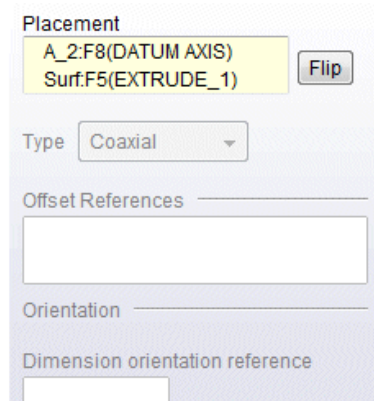 Placement
A_2:F8(DATUM AXIS)
Surf:F5(EXTRUDE_1)
Flip
Type Coaxial
Offset References
Orientation
Dimension orientation reference